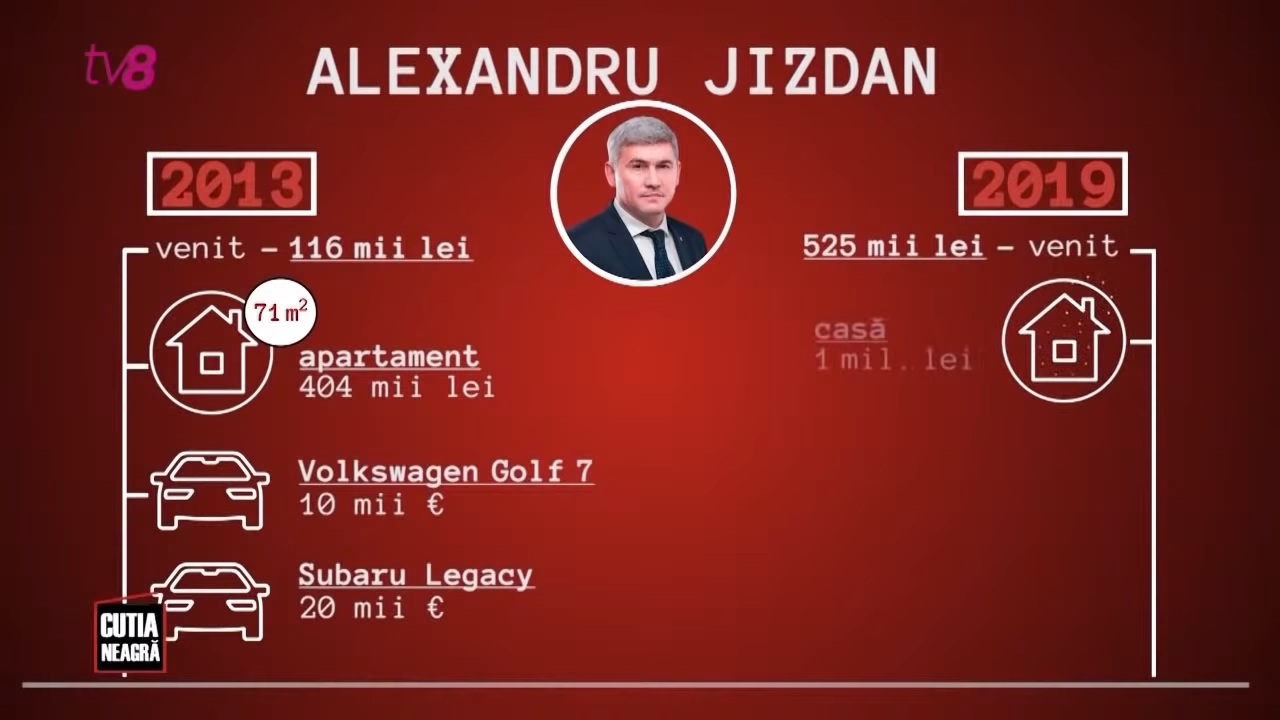 tv8
ALEXANDRU JIZDAN
2013
venit – 116 mii lei
71 m²
apartament
404 mii lei
Volkswagen Golf 7
10 mii €
Subaru Legacy
20 mii €
2019
525 mii lei – venit
casă
1 mil. lei
CUTIA
NEAGRĂ